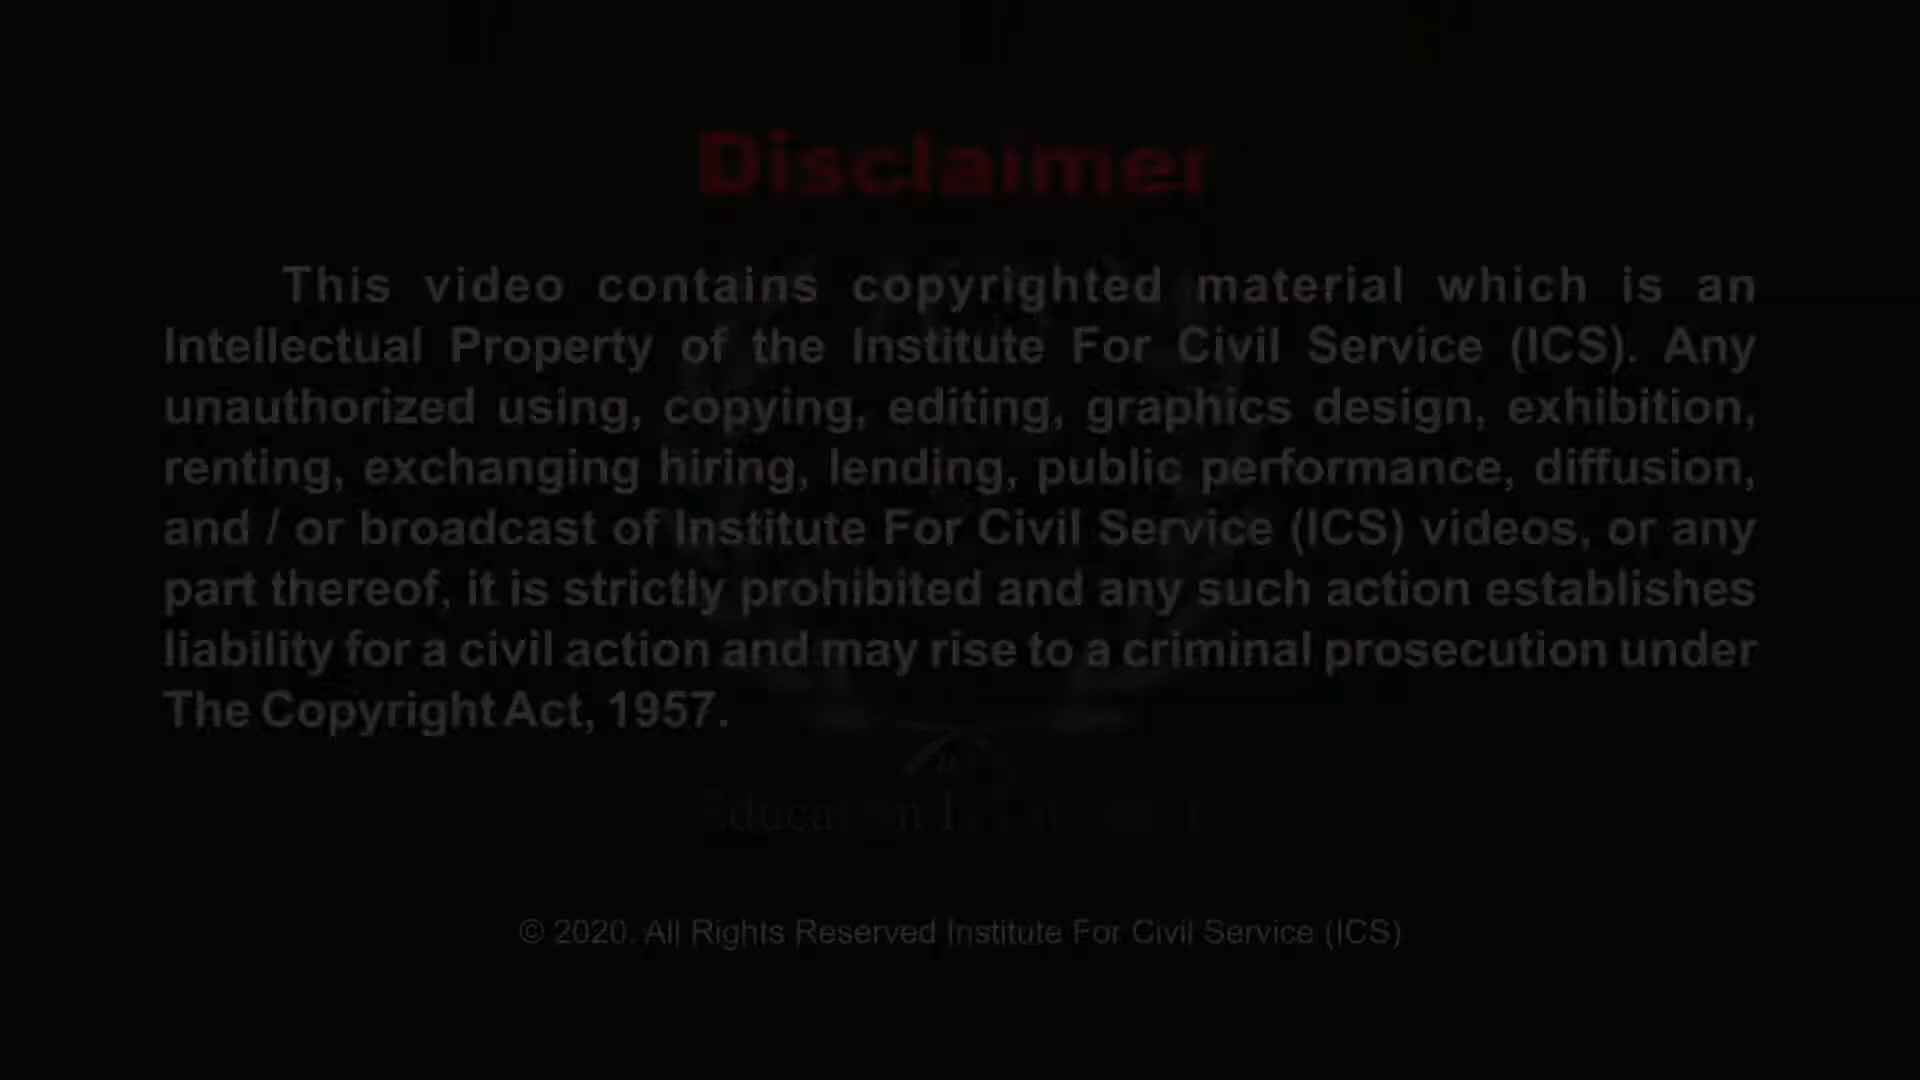 Disclaimer
This video contains copyrighted material which is an
Intellectual Property of the Institute For Civil Service (ICS). Any
unauthorized using, copying, editing, graphics design, exhibition,
renting, exchanging hiring, lending, public performance, diffusion,
and / or broadcast of Institute For Civil Service (ICS) videos, or any
part thereof, it is strictly prohibited and any such action establishes
liability for a civil action and may rise to a criminal prosecution under
The Copyright Act, 1957.
© 2020. All Rights Reserved Institute For Civil Service (ICS)